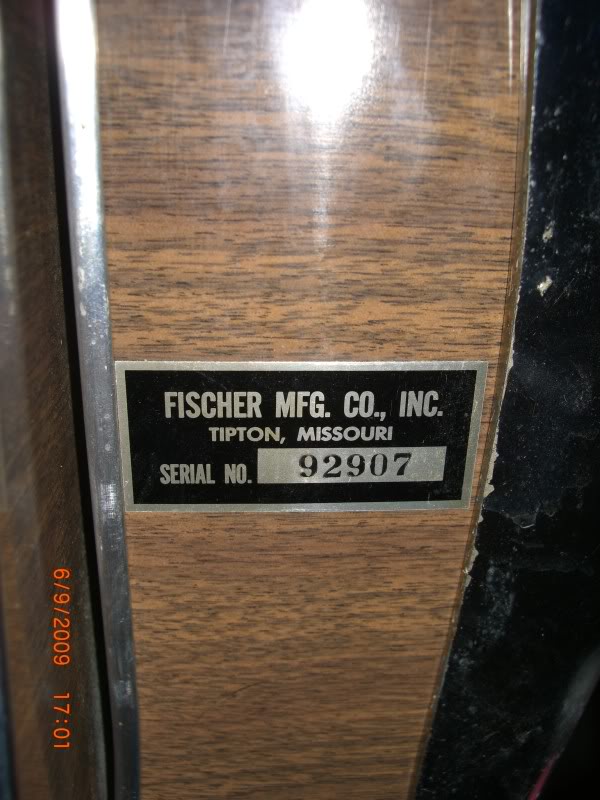 FISCHER MFG. CO., INC.
TIPTON, MISSOURI
SERIAL NO. 92907
6/9/2009 17:01